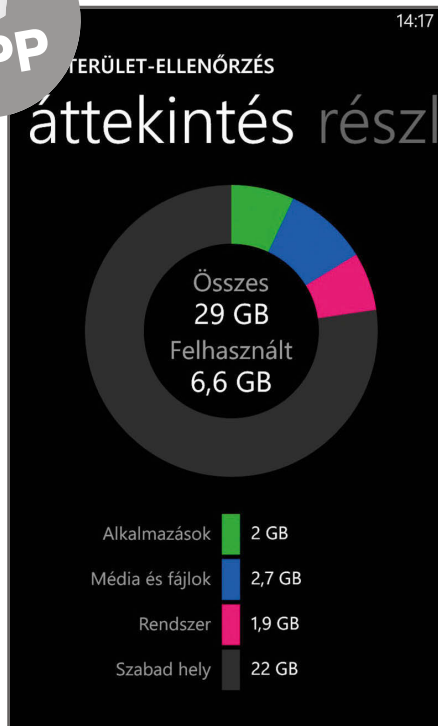 14:17
TERÜLET-ELLENŐRZÉS
áttekintés
Összes
29 GB
Felhasznált
6,6 GB
Alkalmazások 2 GB
Média és fájlok 2,7 GB
Rendszer 1,9 GB
Szabad hely 22 GB